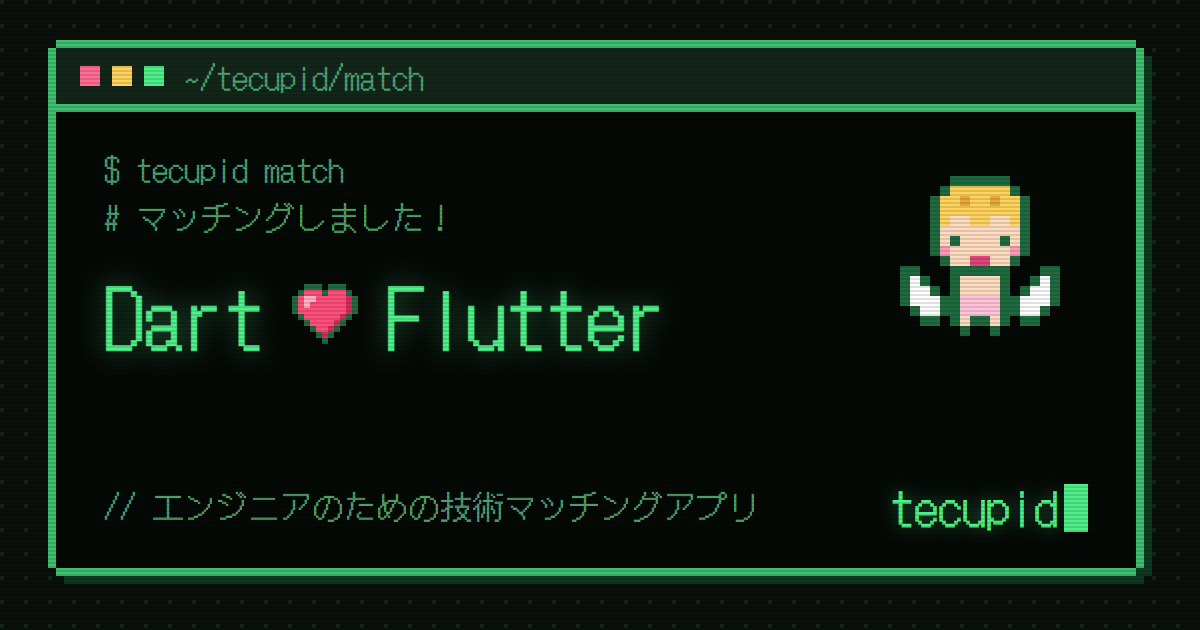 ~/tecupid/match
$ tecupid match
# マッチングしました！
Dart Flutter
// エンジニアのための技術マッチングアプリ
tecupid